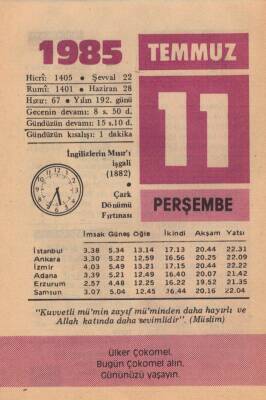 1985
TEMMUZ
11
PERŞEMBE
Hicrî: 1405 • Şevval 22
Rumî: 1401 • Haziran 28
Hızır: 67 • Yılın 192. günü
Gecenin devamı: 8 s. 50 d.
Gündüzün devamı: 15 s.10 d.
Gündüzün kısalışı: 1 dakika
İngilizlerin Mısır'ı
işgali
(1882)
•
Çark
Dönümü
Fırtınası
İmsak Güneş Öğle İkindi Akşam Yatsı
İstanbul 3.38 5.34 13.14 17.13 20.44 22.31
Ankara 3.30 5.22 12.59 16.56 20.25 22.09
İzmir 4.03 5.49 13.21 17.15 20.44 22.22
Adana 3.39 5.21 12.49 16.40 20.07 21.42
Erzurum 2.57 4.48 12.25 16.22 19.52 21.35
Samsun 3.07 5.04 12.45 16.44 20.16 22.04
"Kuvvetli mü'min zayıf mü'minden daha hayırlı ve
Allah katında daha sevimlidir". (Müslim)
Ülker Çokomel.
Bugün Çokomel alın,
Gününüzü yaşayın.